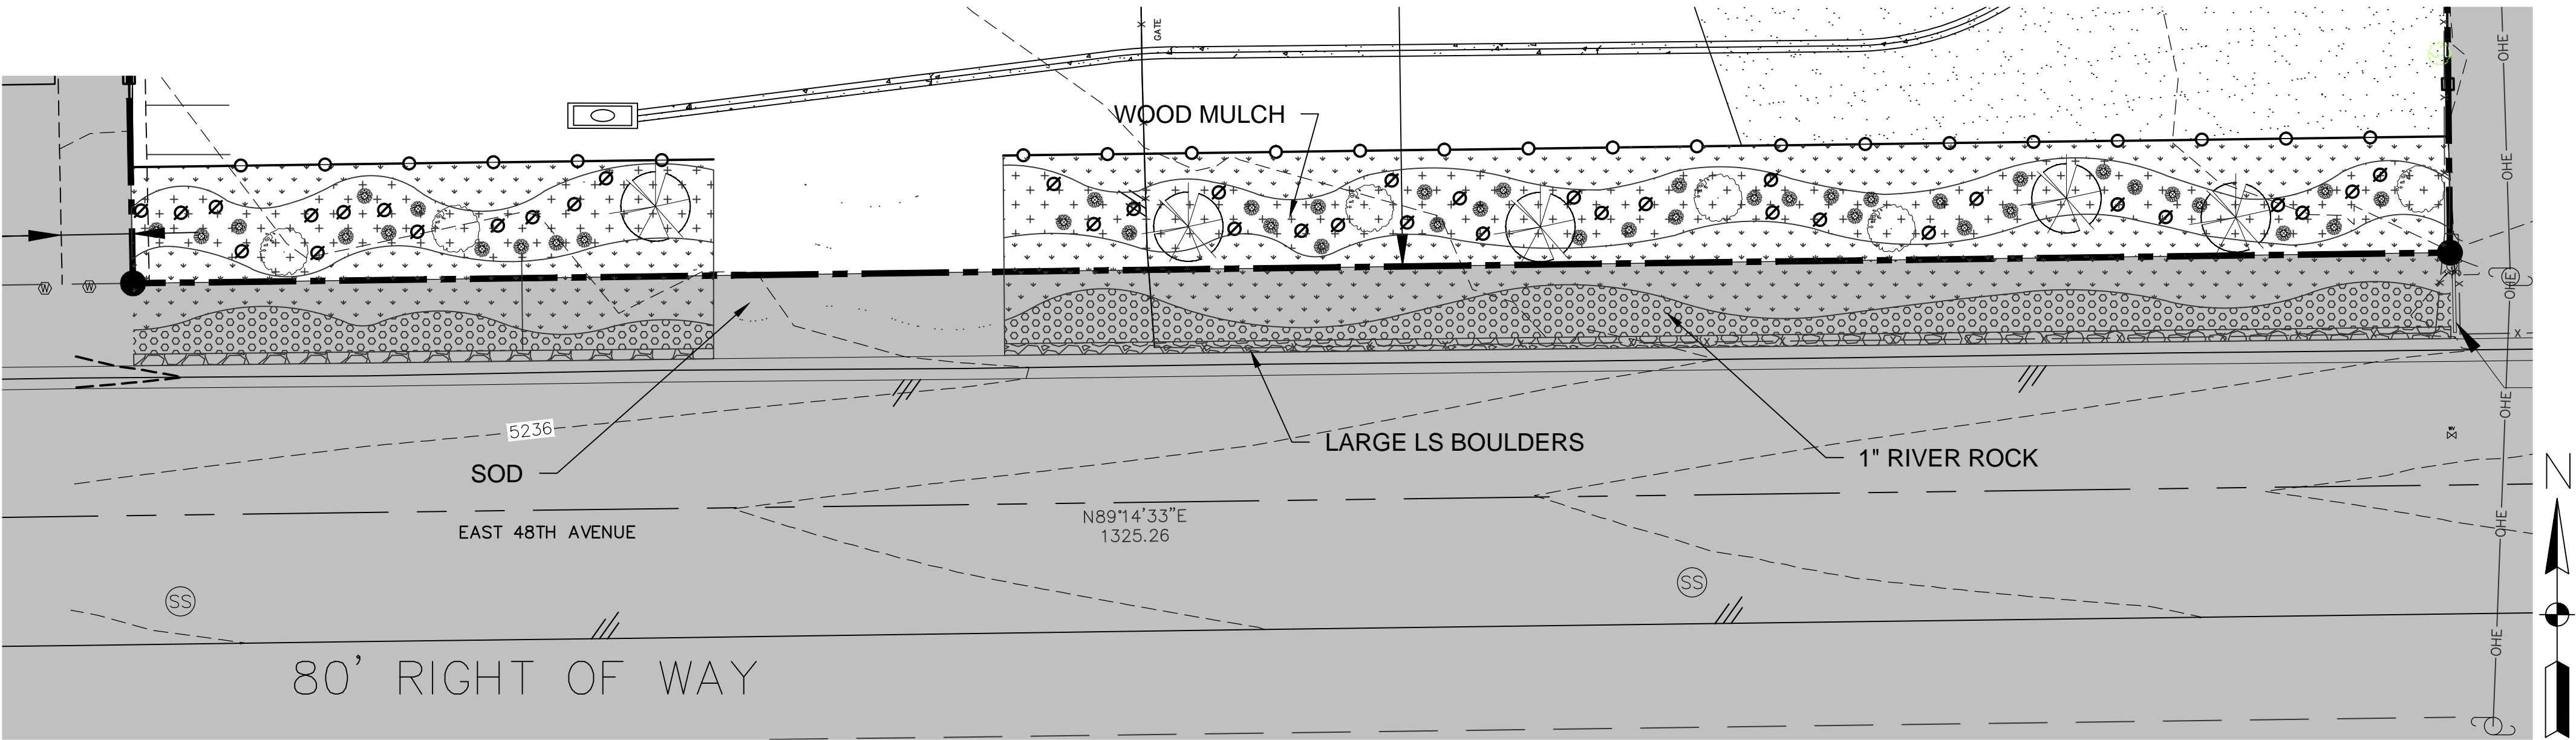 GATE
OHE
WOOD MULCH
OHE
OHE
W
W
X
5236
LARGE LS BOULDERS
1" RIVER ROCK
SOD
OHE
N
N89°14'33"E
1325.26
EAST 48TH AVENUE
OHE
SS
SS
OHE
80' RIGHT OF WAY